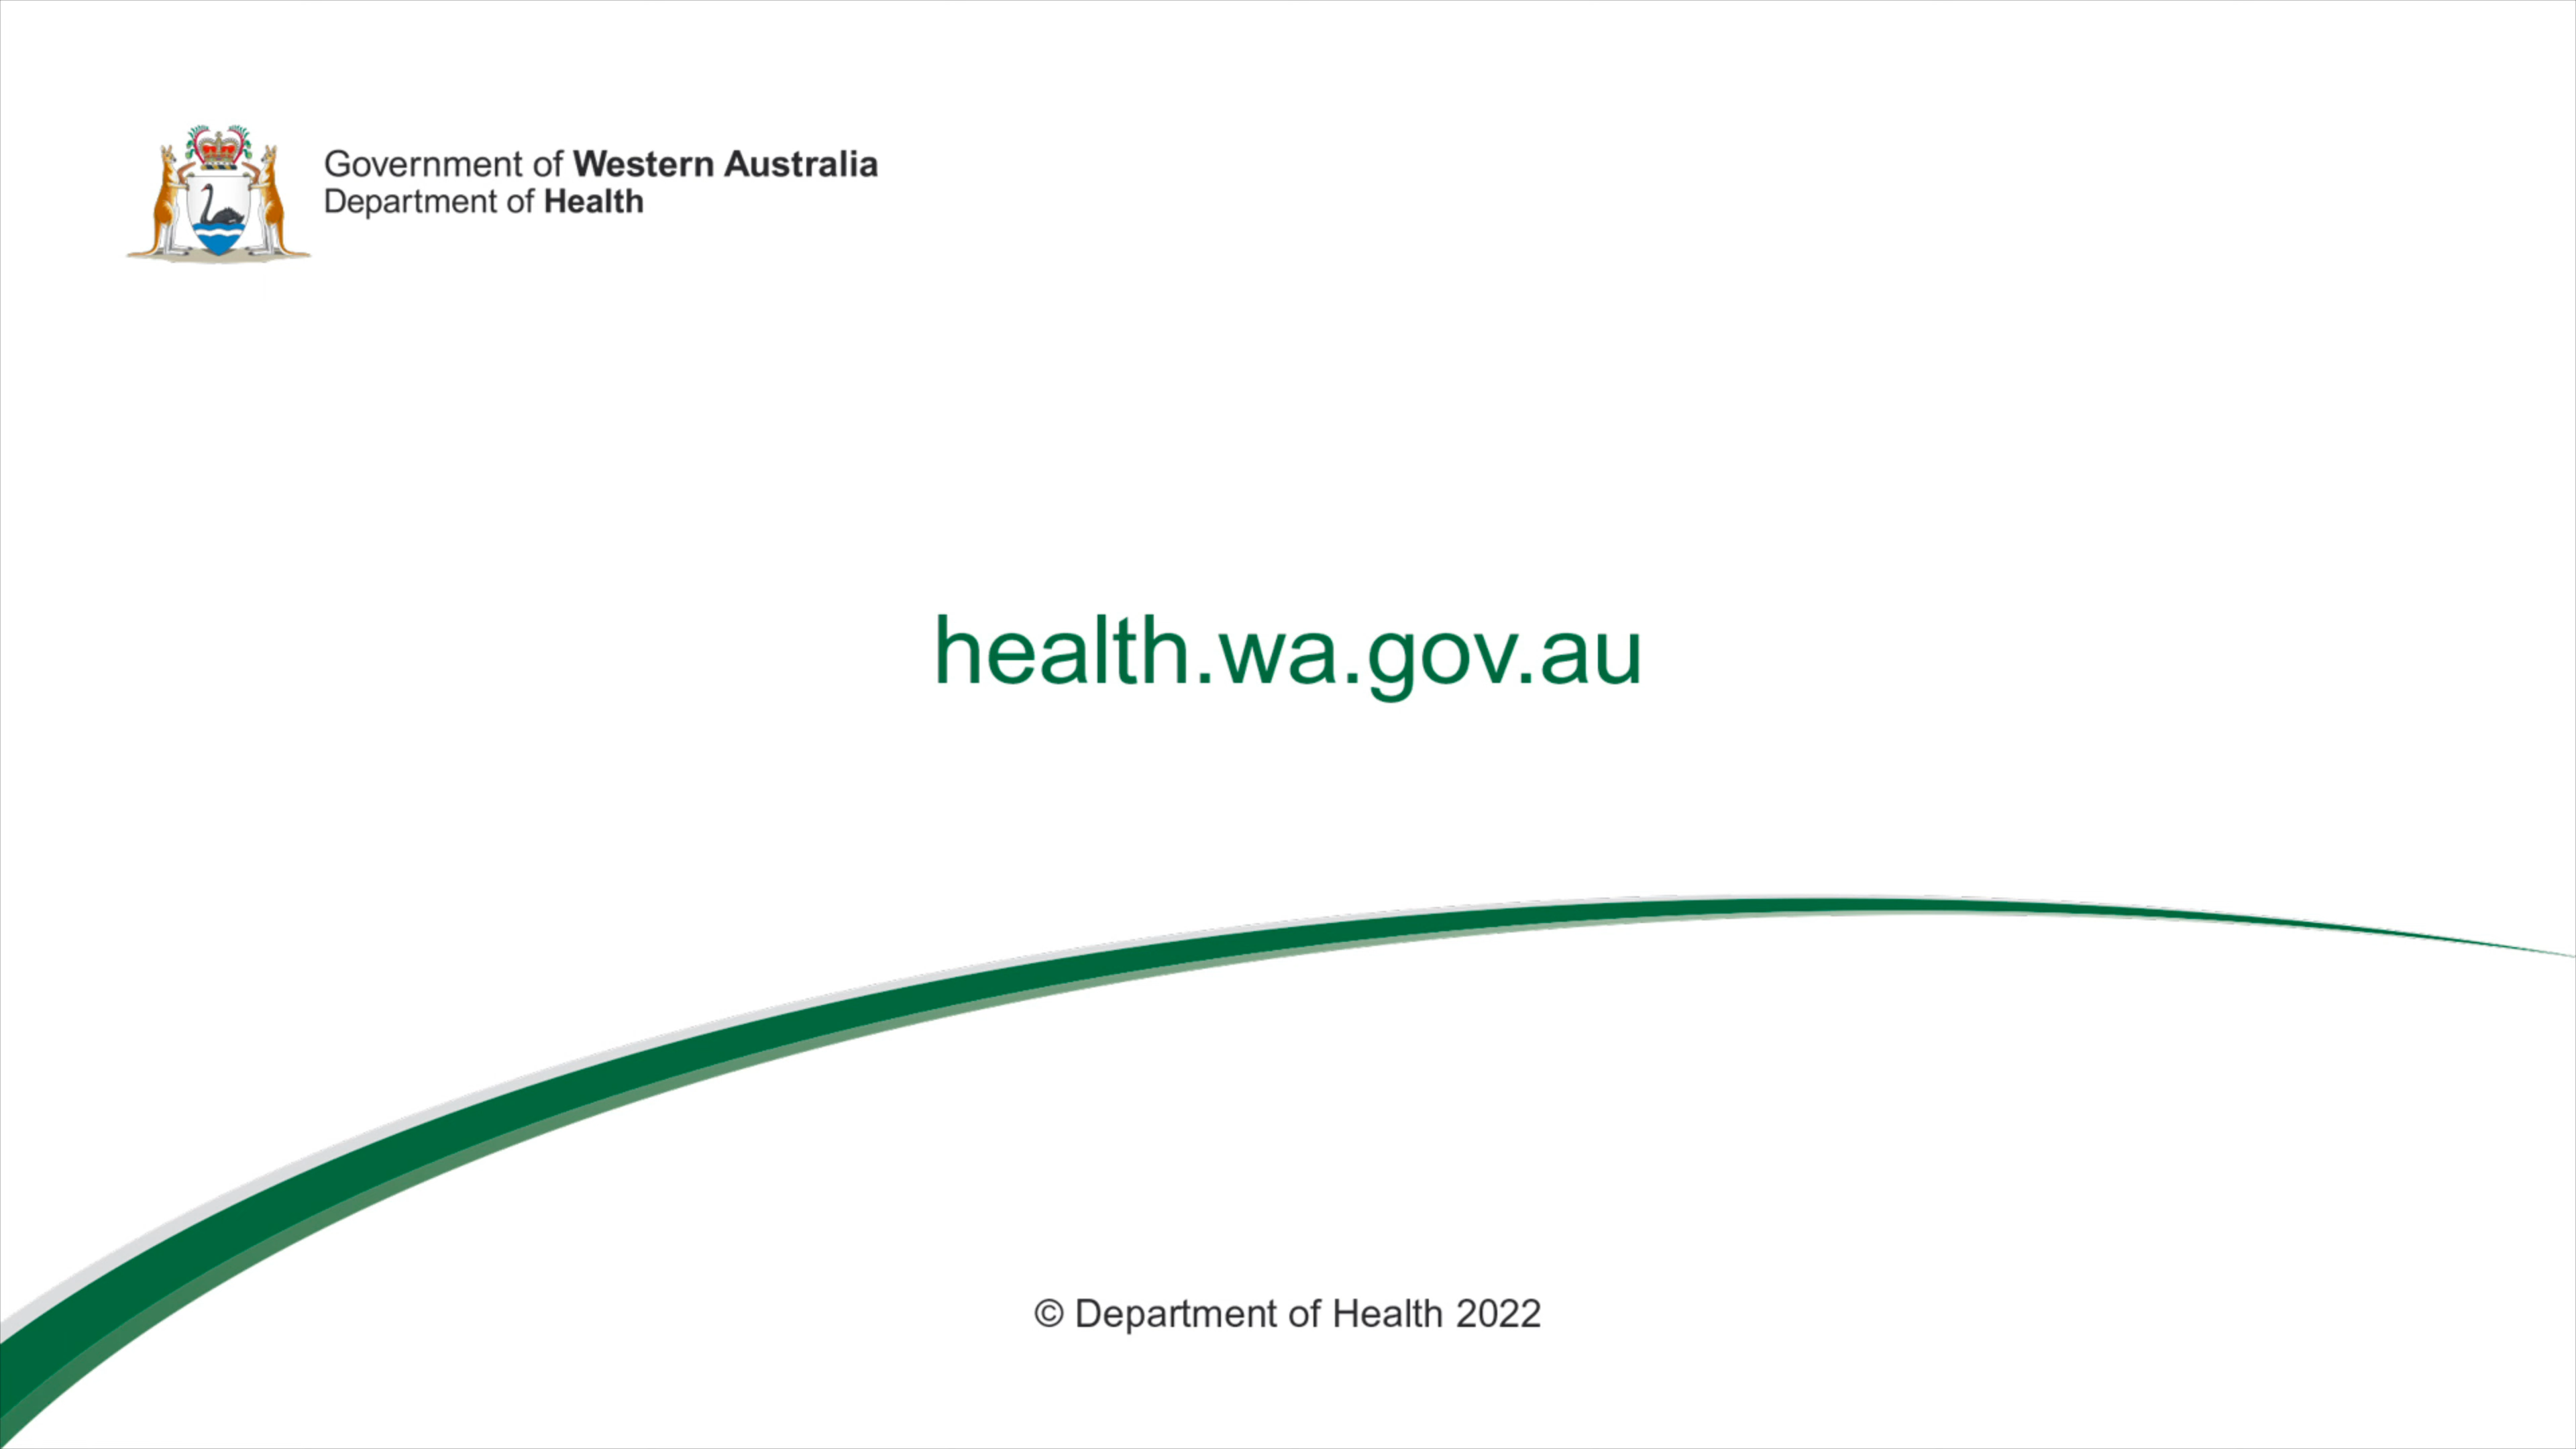 Government of Western Australia
Department of Health
health.wa.gov.au
© Department of Health 2022